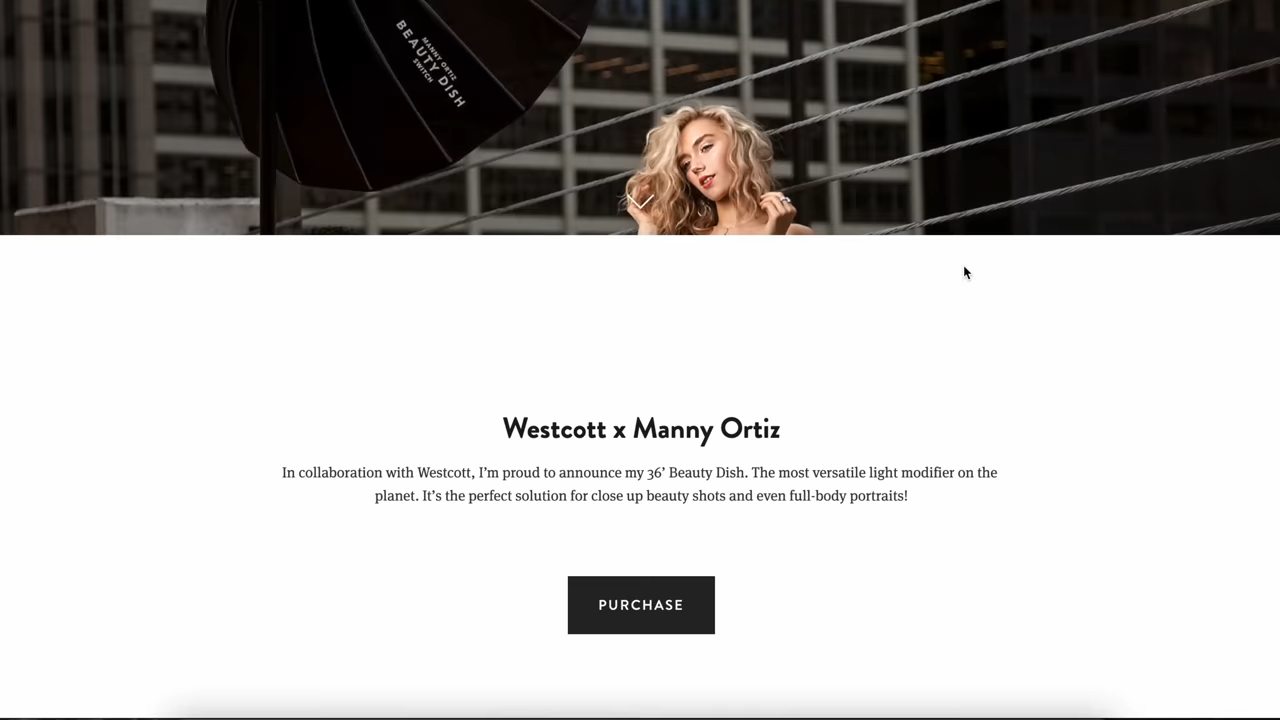 MANNY ORTIZ
BEAUTY DISH
SWITCH
Westcott x Manny Ortiz
In collaboration with Westcott, I’m proud to announce my 36’ Beauty Dish. The most versatile light modifier on the
planet. It’s the perfect solution for close up beauty shots and even full-body portraits!
PURCHASE